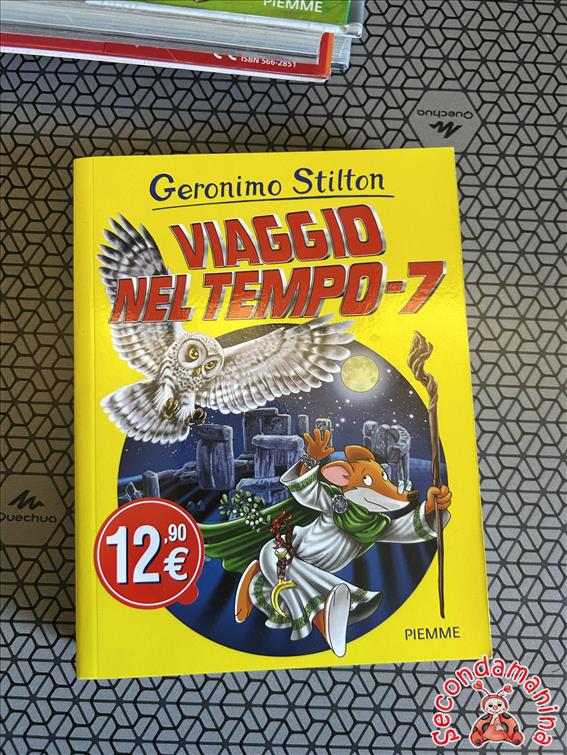 PIEMME
ISBN 566-2851
Quechua
Geronimo Stilton
VIAGGIO
NEL TEMPO-7
Quechua
12,90
€
PIEMME
Secondamanina